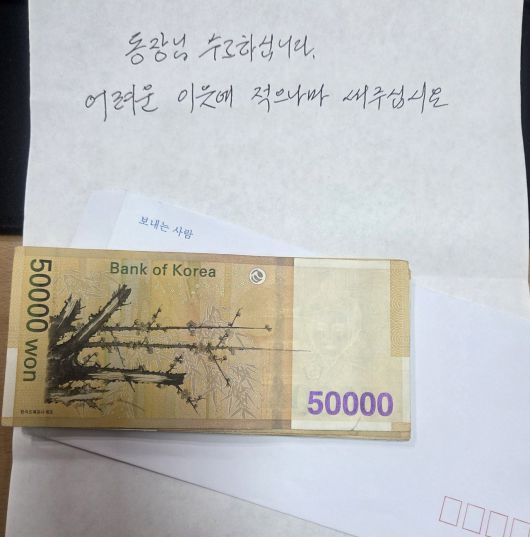 동장님 수고하십니다.
어려운 이웃에 적으나마 써주십시요
보내는 사람
Bank of Korea
50000 won
50000